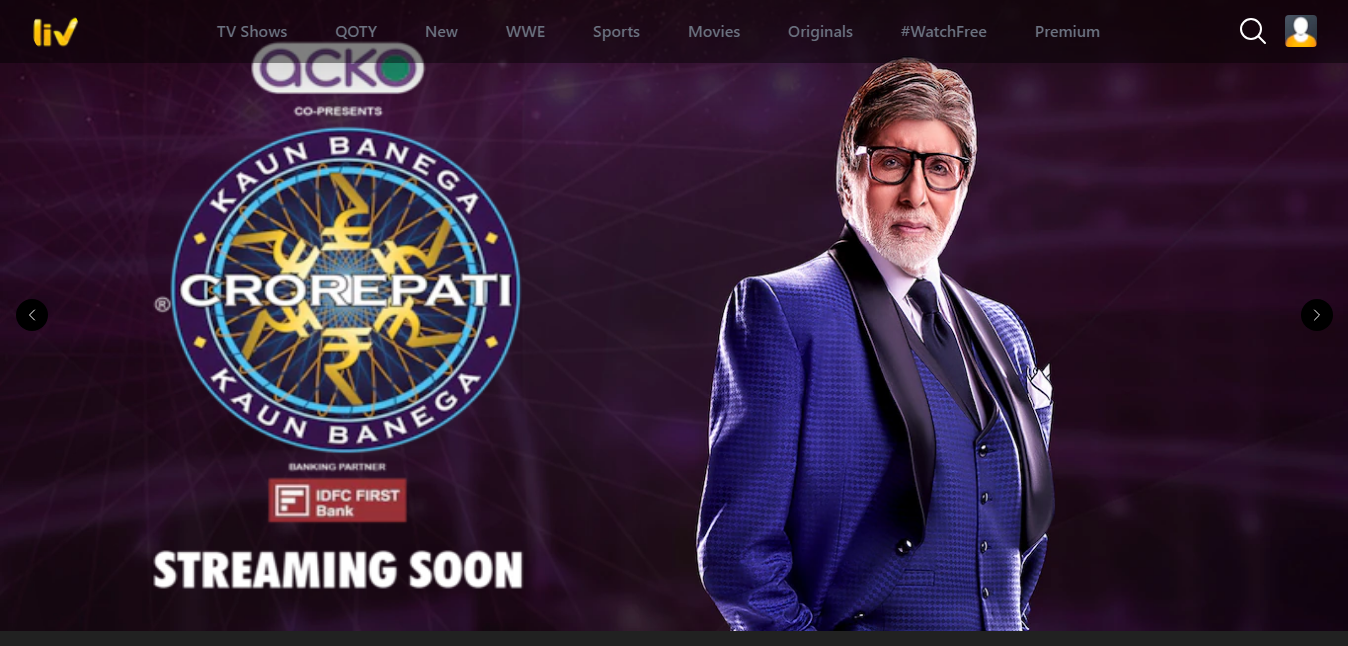 liv
TV Shows QOTY New WWE Sports Movies Originals #WatchFree Premium
acko
CO-PRESENTS
KAUN BANEGA
CROREPATI
®
KAUN BANEGA
BANKING PARTNER
IDFC FIRST
Bank
STREAMING SOON